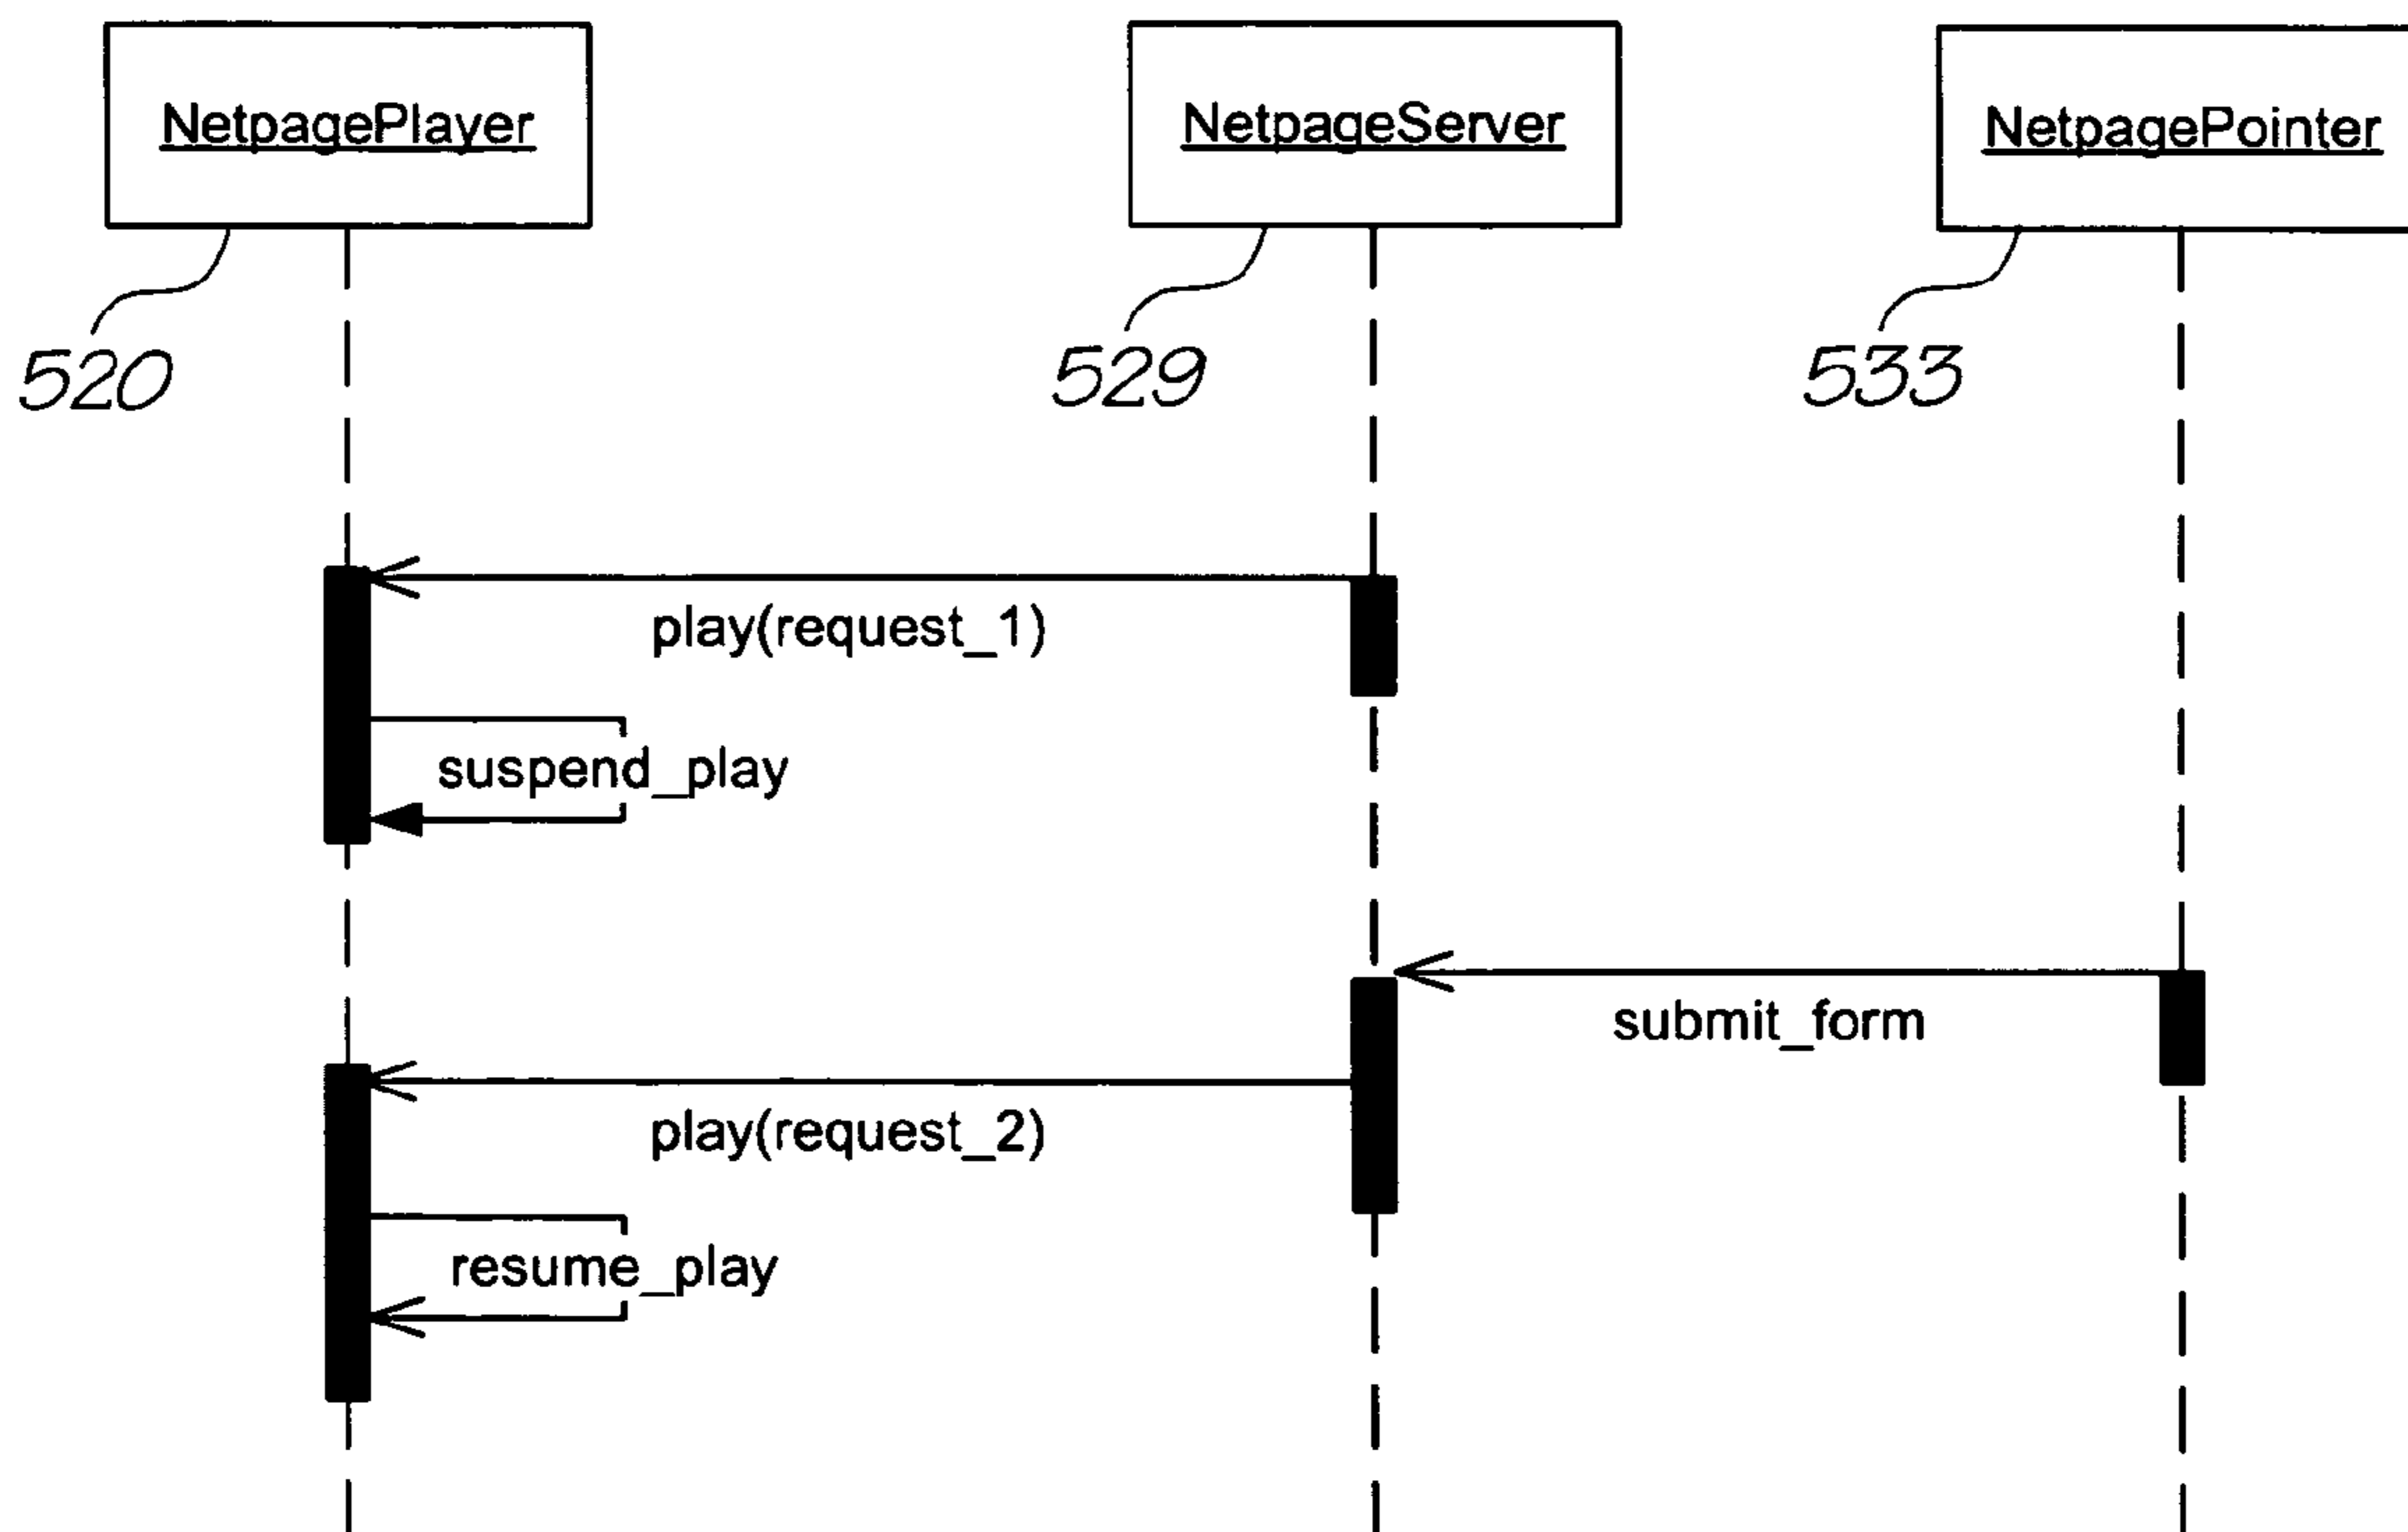 NetpagePlayer
NetpageServer
NetpagePointer
520
529
533
play(request_1)
suspend_play
submit_form
play(request_2)
resume_play